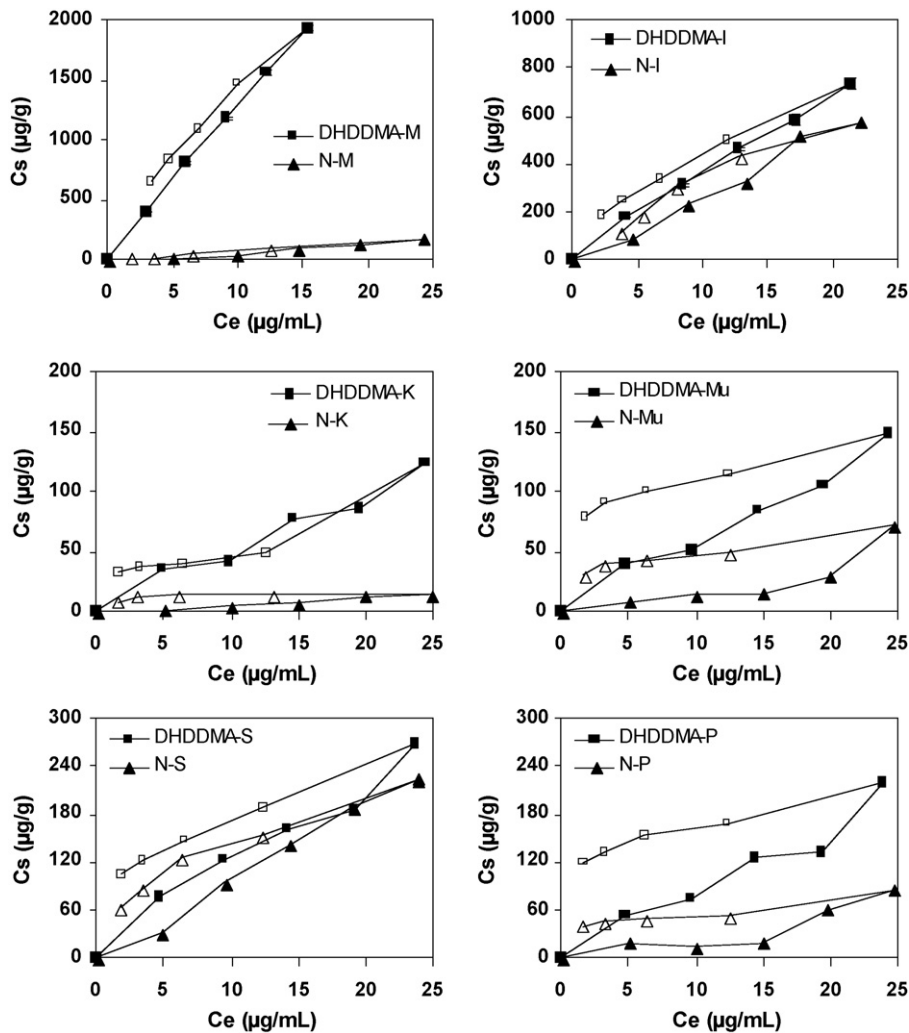 2000
1500
1000
500
0
Cs (µg/g)
DHDDMA-M
N-M
0 5 10 15 20 25
Ce (µg/mL)
1000
800
600
400
200
0
Cs (µg/g)
DHDDMA-I
N-I
0 5 10 15 20 25
Ce (µg/mL)
200
150
100
50
0
Cs (µg/g)
DHDDMA-K
N-K
0 5 10 15 20 25
Ce (µg/mL)
200
150
100
50
0
Cs (µg/g)
DHDDMA-Mu
N-Mu
0 5 10 15 20 25
Ce (µg/mL)
300
240
180
120
60
0
Cs (µg/g)
DHDDMA-S
N-S
0 5 10 15 20 25
Ce (µg/mL)
300
240
180
120
60
0
Cs (µg/g)
DHDDMA-P
N-P
0 5 10 15 20 25
Ce (µg/mL)